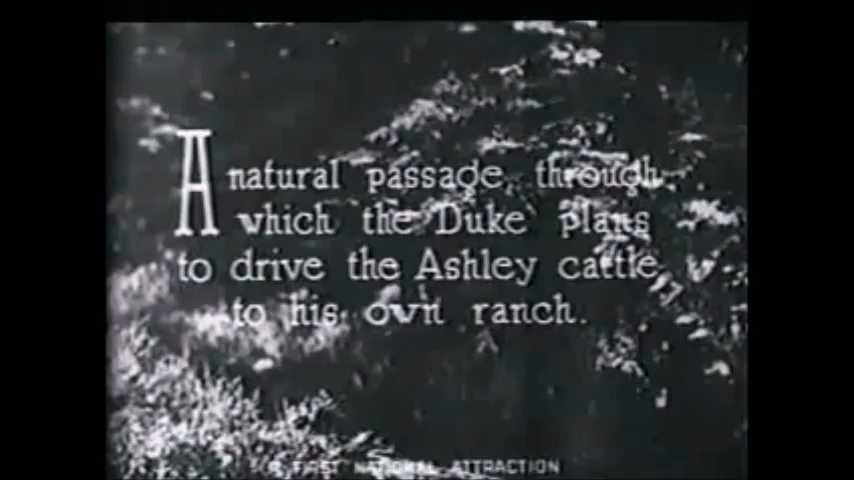 A natural passage through
which the Duke plans
to drive the Ashley cattle
to his own ranch.
A FIRST NATIONAL ATTRACTION